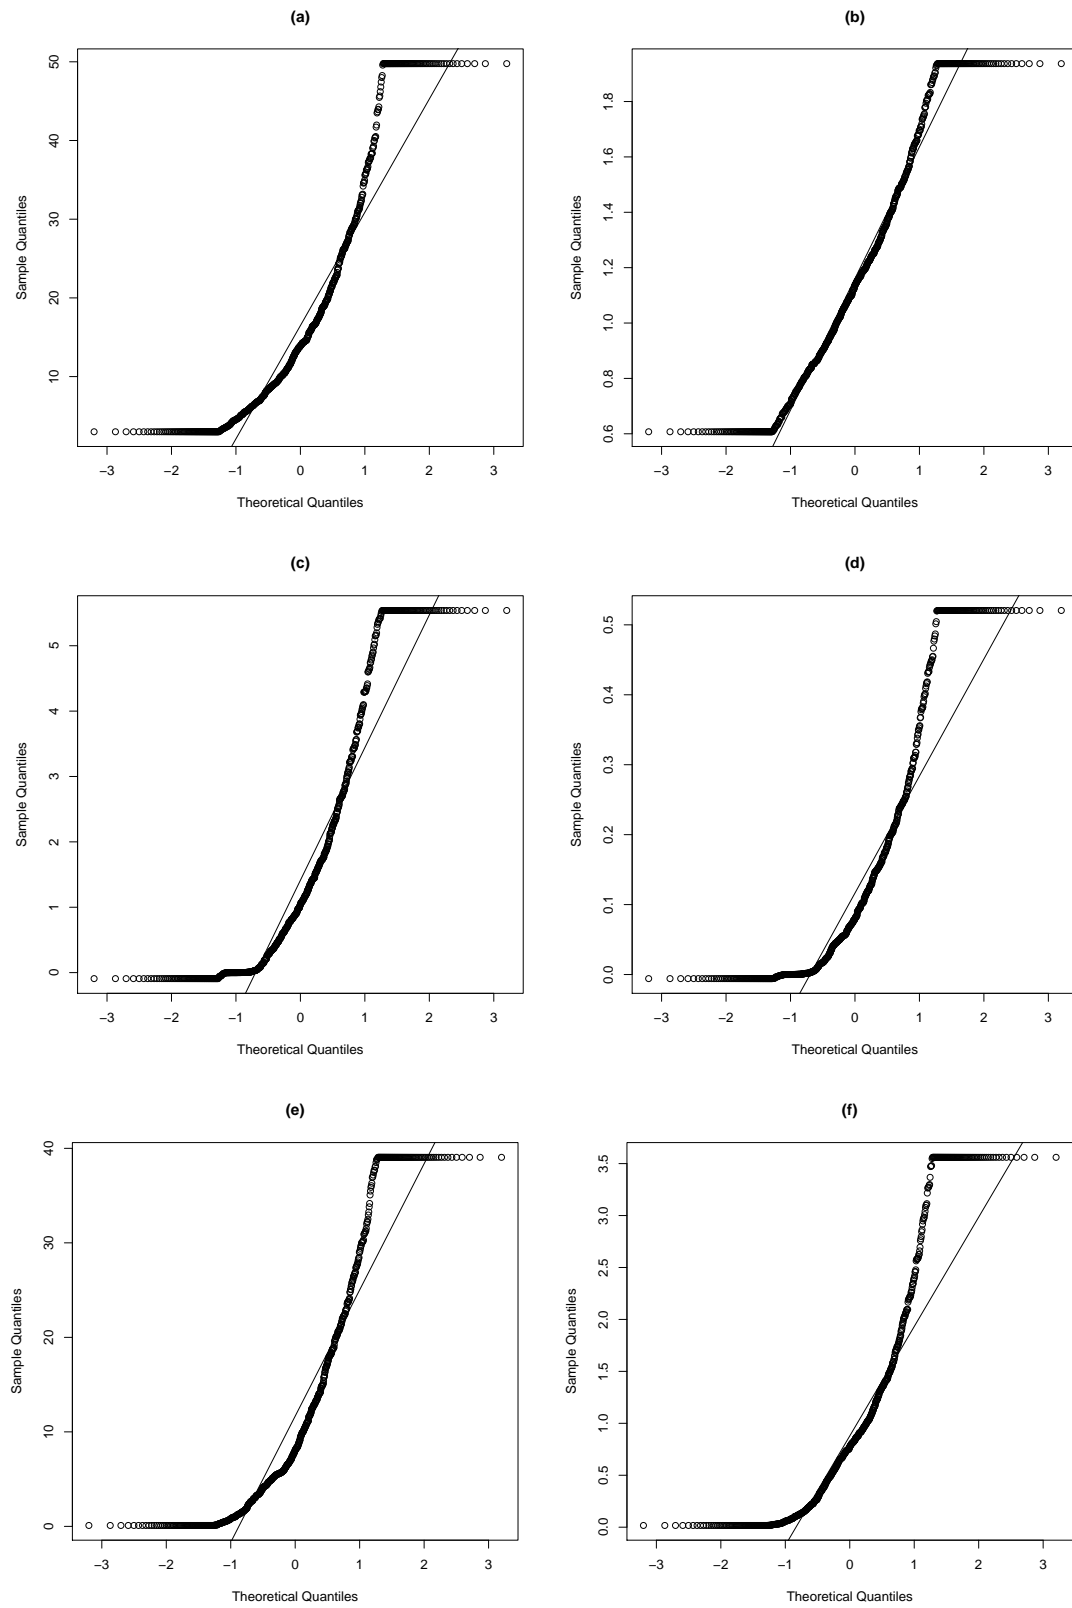 (a)
50
40
30
20
10
Sample Quantiles
−3 −2 −1 0 1 2 3
Theoretical Quantiles
(b)
1.8
1.6
1.4
1.2
1.0
0.8
0.6
Sample Quantiles
−3 −2 −1 0 1 2 3
Theoretical Quantiles
(c)
5
4
3
2
1
0
Sample Quantiles
−3 −2 −1 0 1 2 3
Theoretical Quantiles
(d)
0.5
0.4
0.3
0.2
0.1
0.0
Sample Quantiles
−3 −2 −1 0 1 2 3
Theoretical Quantiles
(e)
40
30
20
10
0
Sample Quantiles
−3 −2 −1 0 1 2 3
Theoretical Quantiles
(f)
3.5
3.0
2.5
2.0
1.5
1.0
0.5
0.0
Sample Quantiles
−3 −2 −1 0 1 2 3
Theoretical Quantiles